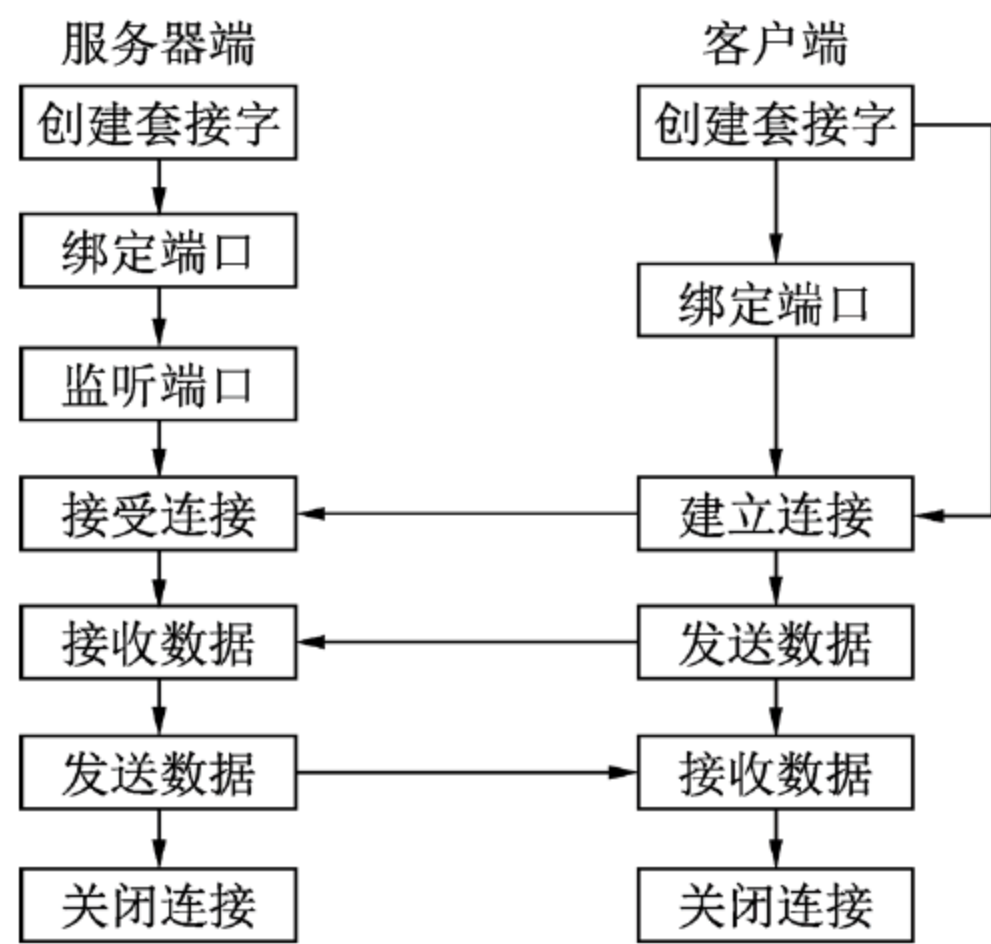 服务器端
创建套接字
绑定端口
监听端口
接受连接
接收数据
发送数据
关闭连接
客户端
创建套接字
绑定端口
建立连接
发送数据
接收数据
关闭连接